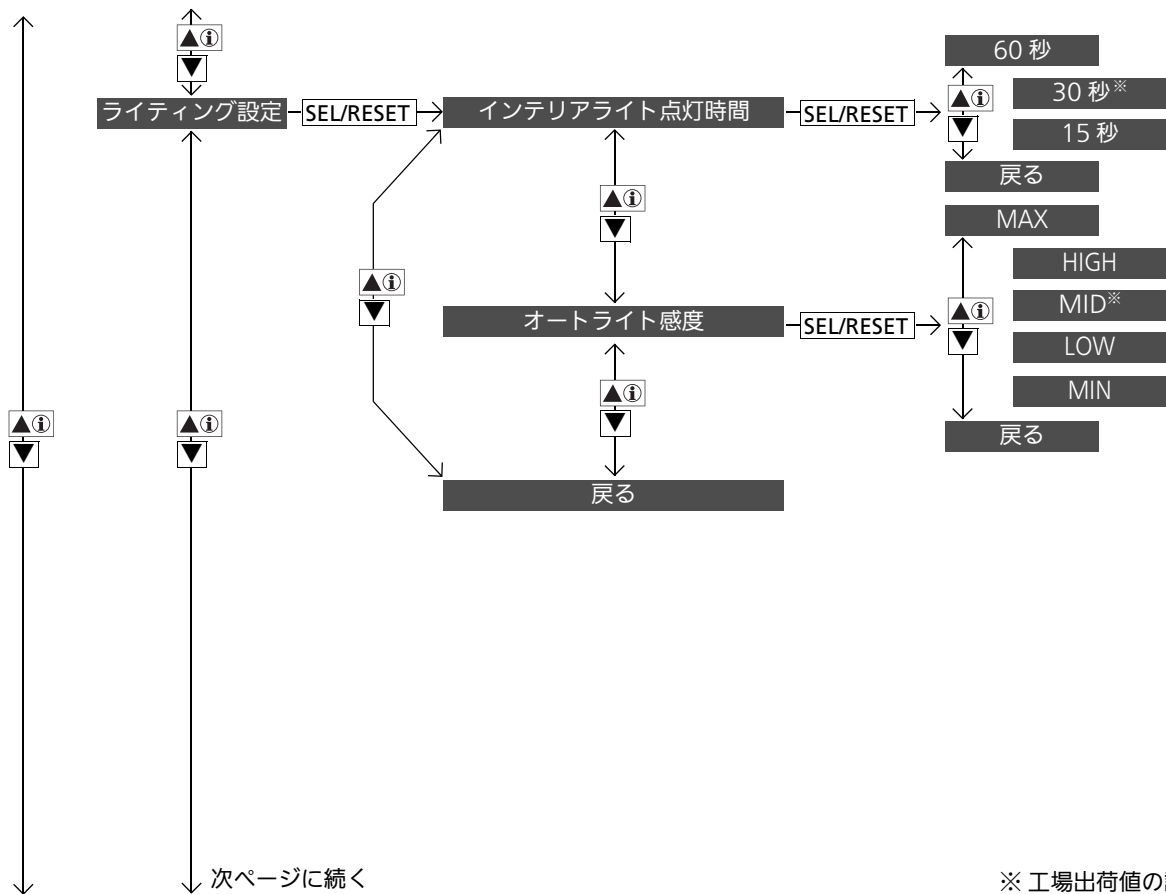 ▲ⓘ
▼
ライティング設定
SEL/RESET
インテリアライト点灯時間
SEL/RESET
60 秒
▲ⓘ
▼
30 秒※
15 秒
戻る
▲ⓘ
▼
▲ⓘ
▼
オートライト感度
SEL/RESET
MAX
▲ⓘ
▼
HIGH
MID※
LOW
MIN
戻る
▲ⓘ
▼
戻る
▲ⓘ
▼
▲ⓘ
▼
次ページに続く
※ 工場出荷値の